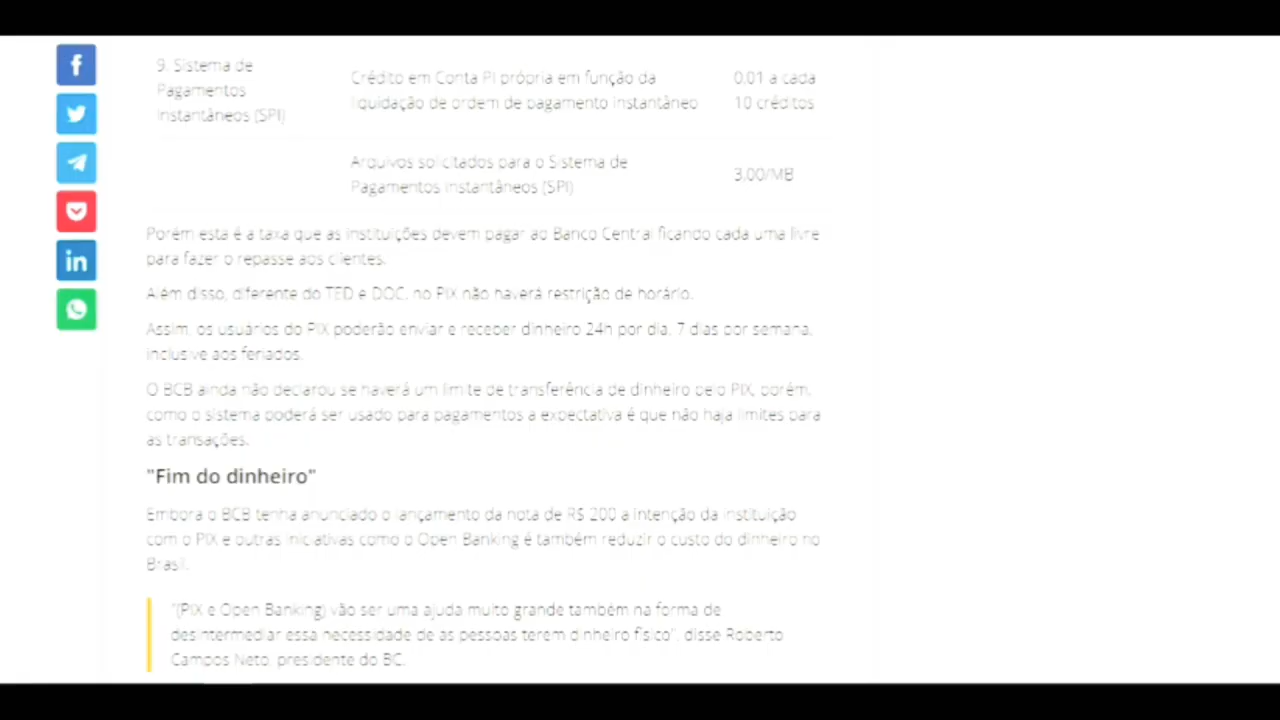 9. Sistema de
Pagamentos
Instantâneos (SPI)
Crédito em Conta PI própria em função da
liquidação de ordem de pagamento instantâneo
0,01 a cada
10 créditos
Arquivos solicitados para o Sistema de
Pagamentos Instantâneos (SPI)
3,00/MB
Porém esta é a taxa que as instituições devem pagar ao Banco Central ficando cada uma livre
para fazer o repasse aos clientes.
Além disso, diferente do TED e DOC, no PIX não haverá restrição de horário.
Assim, os usuários do PIX poderão enviar e receber dinheiro 24h por dia, 7 dias por semana,
inclusive aos feriados.
O BCB ainda não declarou se haverá um limite de transferência de dinheiro pelo PIX, porém,
como o sistema poderá ser usado para pagamentos a expectativa é que não haja limites para
as transações.
"Fim do dinheiro"
Embora o BCB tenha anunciado o lançamento da nota de R$ 200 a intenção da instituição
com o PIX e outras iniciativas como o Open Banking é também reduzir o custo do dinheiro no
Brasil.
"(PIX e Open Banking) vão ser uma ajuda muito grande também na forma de
desintermediar essa necessidade de as pessoas terem dinheiro físico", disse Roberto
Campos Neto, presidente do BC.